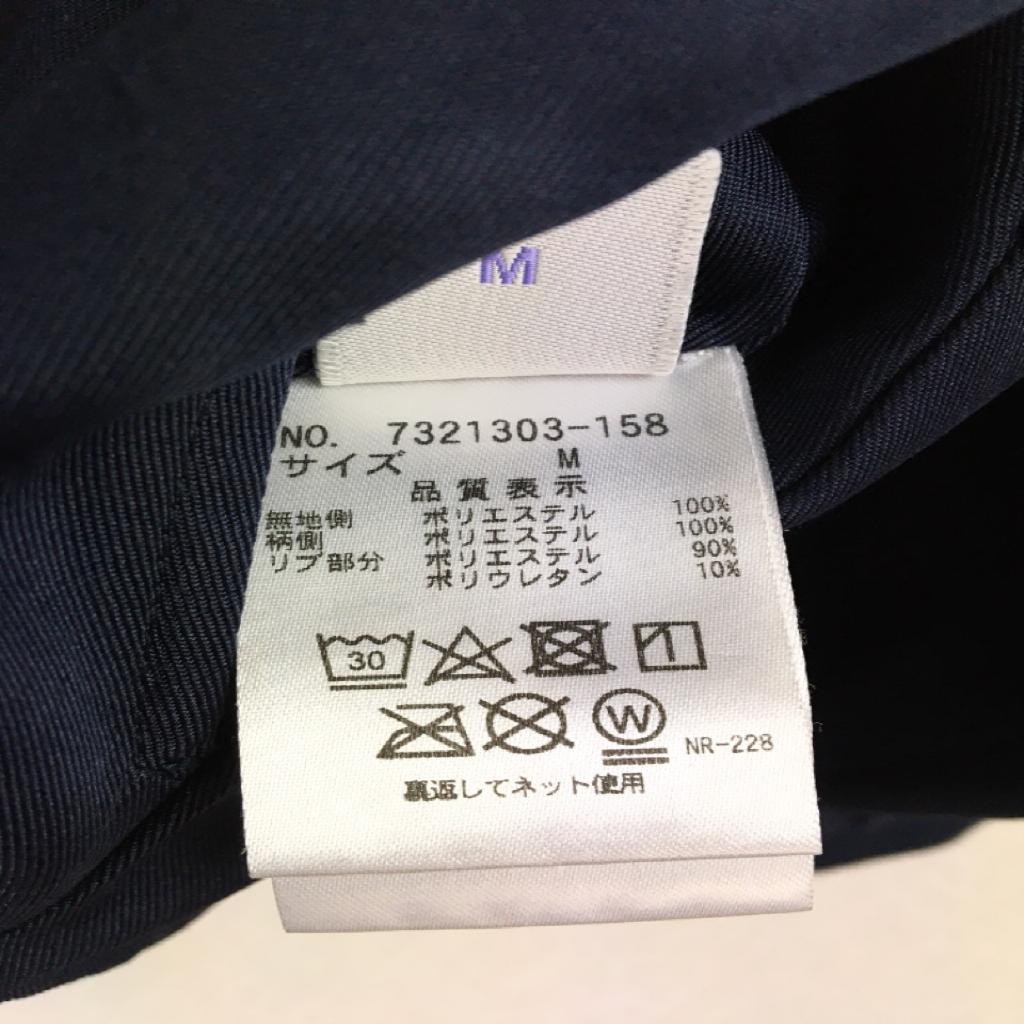 M
NO. 7321303-158
サイズ M
品質表示
無地側 ポリエステル 100%
柄側 ポリエステル 100%
リブ部分 ポリエステル 90%
ポリウレタン 10%
30
W
NR-228
裏返してネット使用